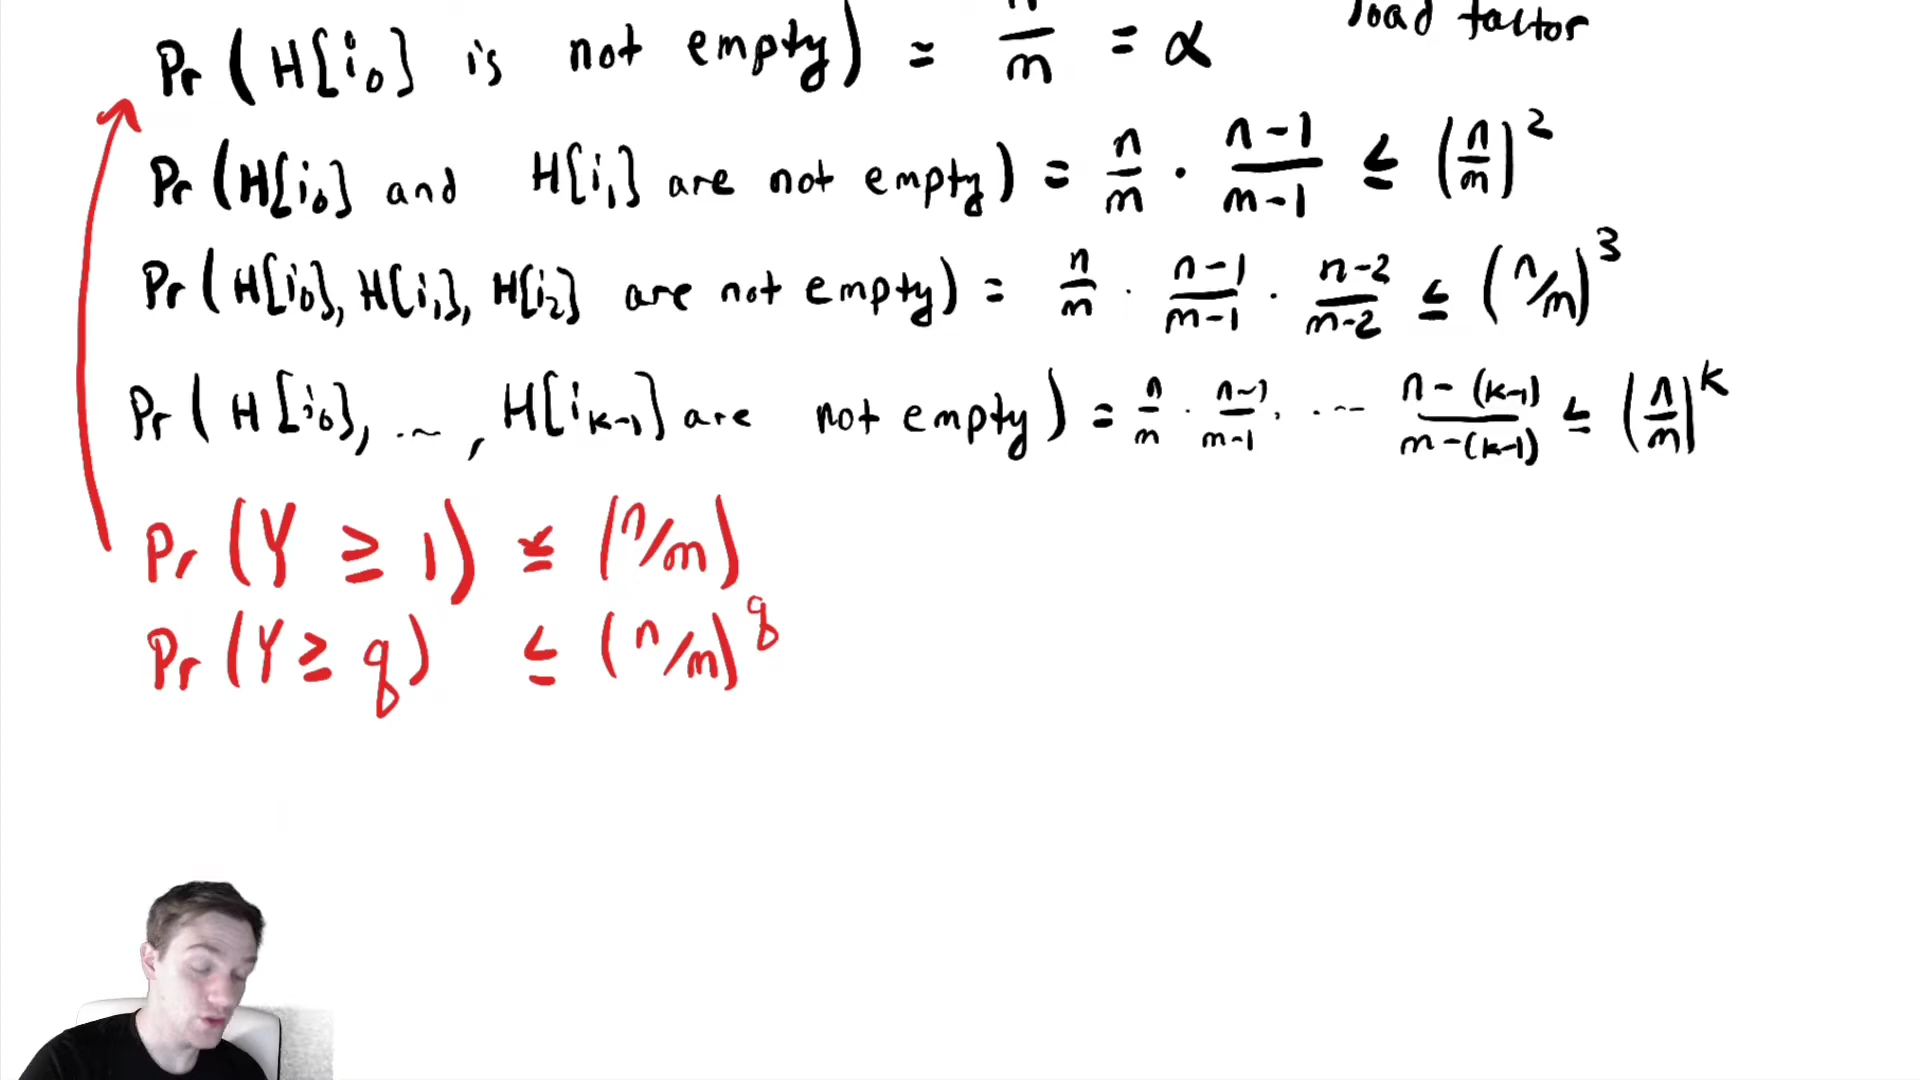 load factor
Pr ( H[i₀] is not empty) = n/m = α
Pr (H[i₀] and H[i₁] are not empty) = n/m · (n-1)/(m-1) ≤ (n/m)²
Pr ( H[i₀], H[i₁], H[i₂] are not empty) = n/m · (n-1)/(m-1) · (n-2)/(m-2) ≤ (n/m)³
Pr ( H[i₀], ..., H[iₖ₋₁] are not empty) = n/m · (n-1)/(m-1) · ... (n-(k-1))/(m-(k-1)) ≤ (n/m)ᵏ
Pr (Y ≥ 1) ≤ (n/m)
Pr (Y ≥ q) ≤ (n/m)^q